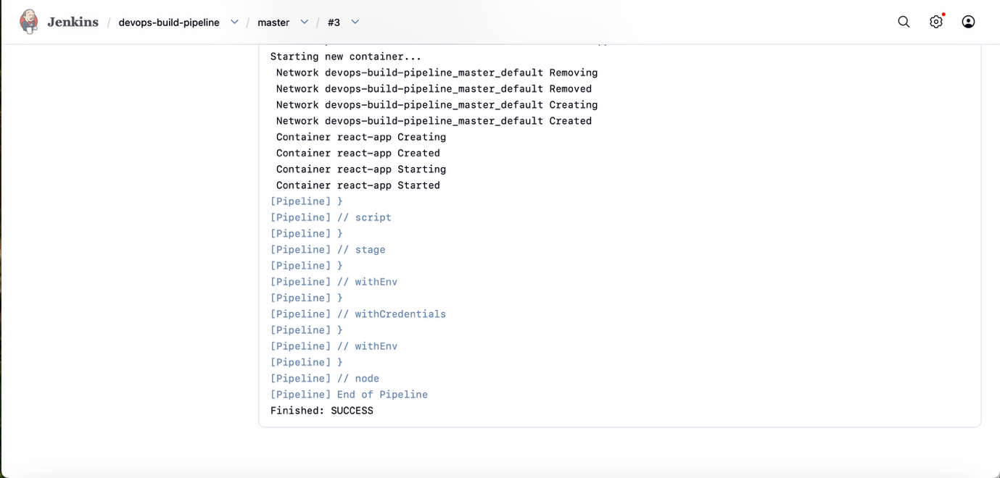 Jenkins / devops-build-pipeline / master / #3
Starting new container...
Network devops-build-pipeline_master_default Removing
Network devops-build-pipeline_master_default Removed
Network devops-build-pipeline_master_default Creating
Network devops-build-pipeline_master_default Created
Container react-app Creating
Container react-app Created
Container react-app Starting
Container react-app Started
[Pipeline] }
[Pipeline] // script
[Pipeline] }
[Pipeline] // stage
[Pipeline] }
[Pipeline] // withEnv
[Pipeline] }
[Pipeline] // withCredentials
[Pipeline] }
[Pipeline] // withEnv
[Pipeline] }
[Pipeline] // node
[Pipeline] End of Pipeline
Finished: SUCCESS